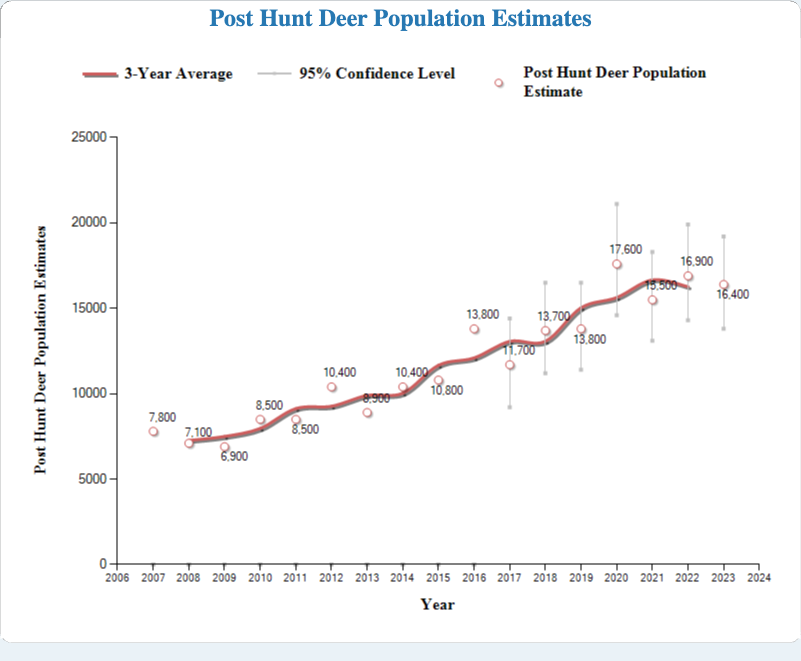 Post Hunt Deer Population Estimates
3-Year Average
95% Confidence Level
Post Hunt Deer Population
Estimate
Post Hunt Deer Population Estimates
25000
20000
15000
10000
5000
0
7,800
7,100
6,900
8,500
8,500
10,400
8,900
10,400
10,800
13,800
11,700
13,700
13,800
17,600
15,500
16,900
16,400
2006 2007 2008 2009 2010 2011 2012 2013 2014 2015 2016 2017 2018 2019 2020 2021 2022 2023 2024
Year